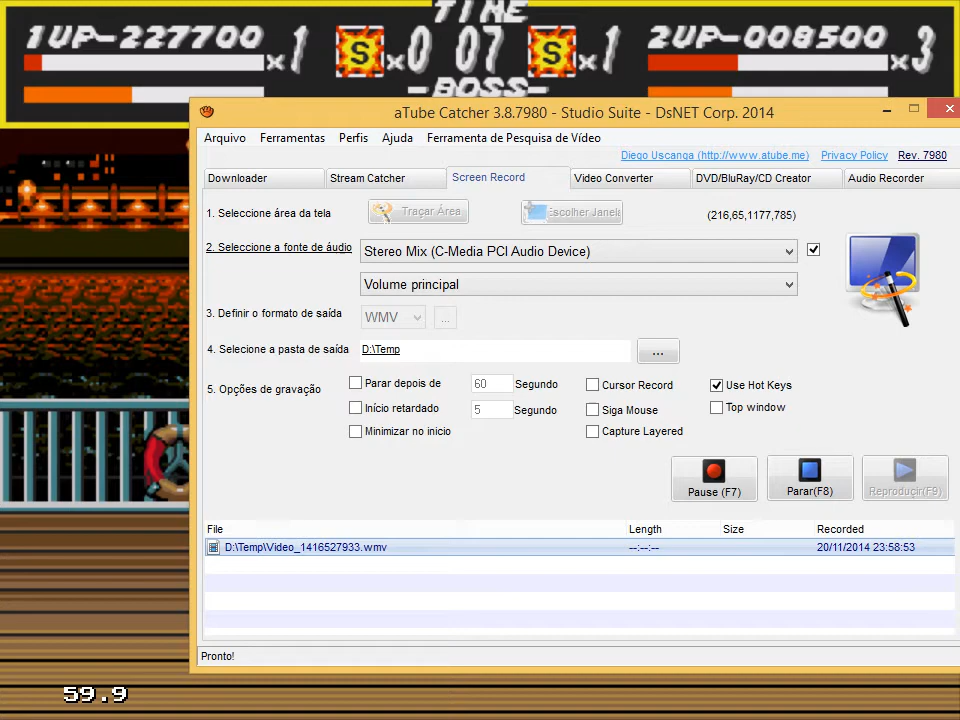 TIME
1UP-227700 x1 S x0 07 S x1 2UP-008500 x3
-BOSS-
aTube Catcher 3.8.7980 - Studio Suite - DsNET Corp. 2014
Arquivo Ferramentas Perfis Ajuda Ferramenta de Pesquisa de Vídeo
Diego Uscanga (http://www.atube.me) Privacy Policy Rev. 7980
Downloader Stream Catcher Screen Record Video Converter DVD/BluRay/CD Creator Audio Recorder
1. Seleccione área da tela Traçar Área Escolher Janela (216,65,1177,785)
2. Seleccione a fonte de áudio Stereo Mix (C-Media PCI Audio Device)
Volume principal
3. Definir o formato de saída WMV ...
4. Selecione a pasta de saída D:\Temp ...
5. Opções de gravação Parar depois de 60 Segundo Cursor Record Use Hot Keys
Início retardado 5 Segundo Siga Mouse Top window
Minimizar no inicio Capture Layered
Pause (F7) Parar(F8) Reproduçir(F9)
File Length Size Recorded
D:\Temp\Video_1416527933.wmv --:--:-- 20/11/2014 23:58:53
Pronto!
59.9